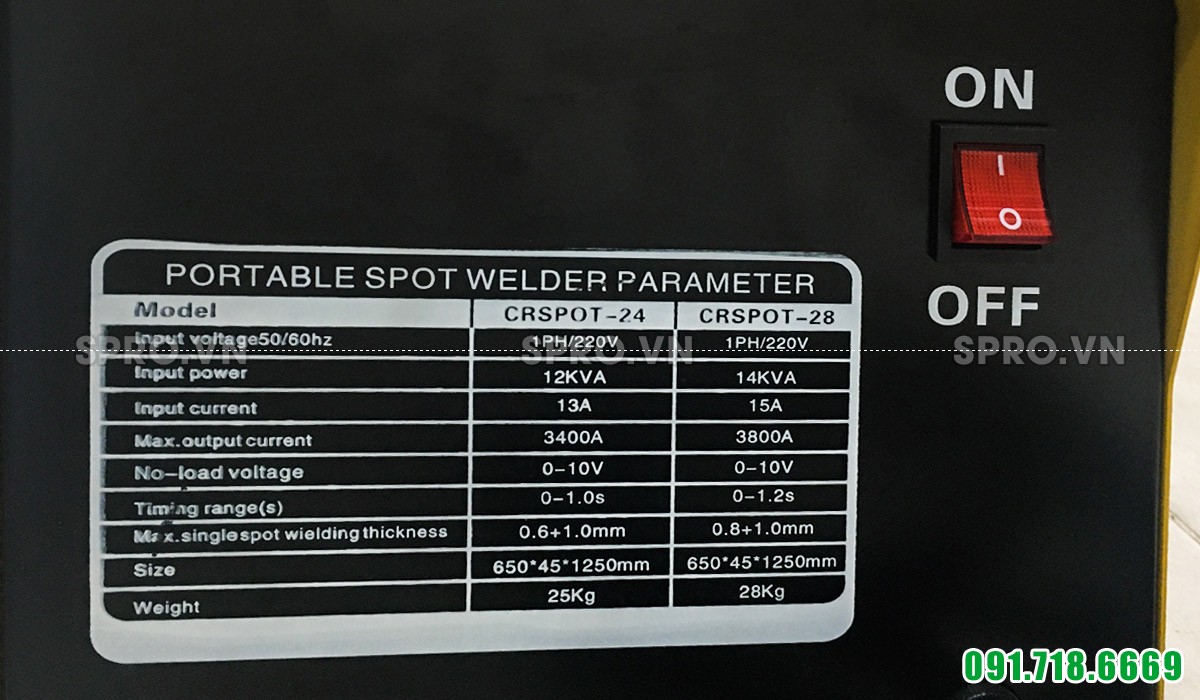 ON
I
O
OFF
PORTABLE SPOT WELDER PARAMETER
Model CRSPOT-24 CRSPOT-28
Input voltage50/60hz 1PH/220V 1PH/220V
SPRO.VN SPRO.VN SPRO.VN
Input power 12KVA 14KVA
Input current 13A 15A
Max.output current 3400A 3800A
No-load voltage 0-10V 0-10V
Timing range(s) 0-1.0s 0-1.2s
Max.singlespot wielding thickness 0.6+1.0mm 0.8+1.0mm
Size 650*45*1250mm 650*45*1250mm
Weight 25Kg 28Kg
091.718.6669